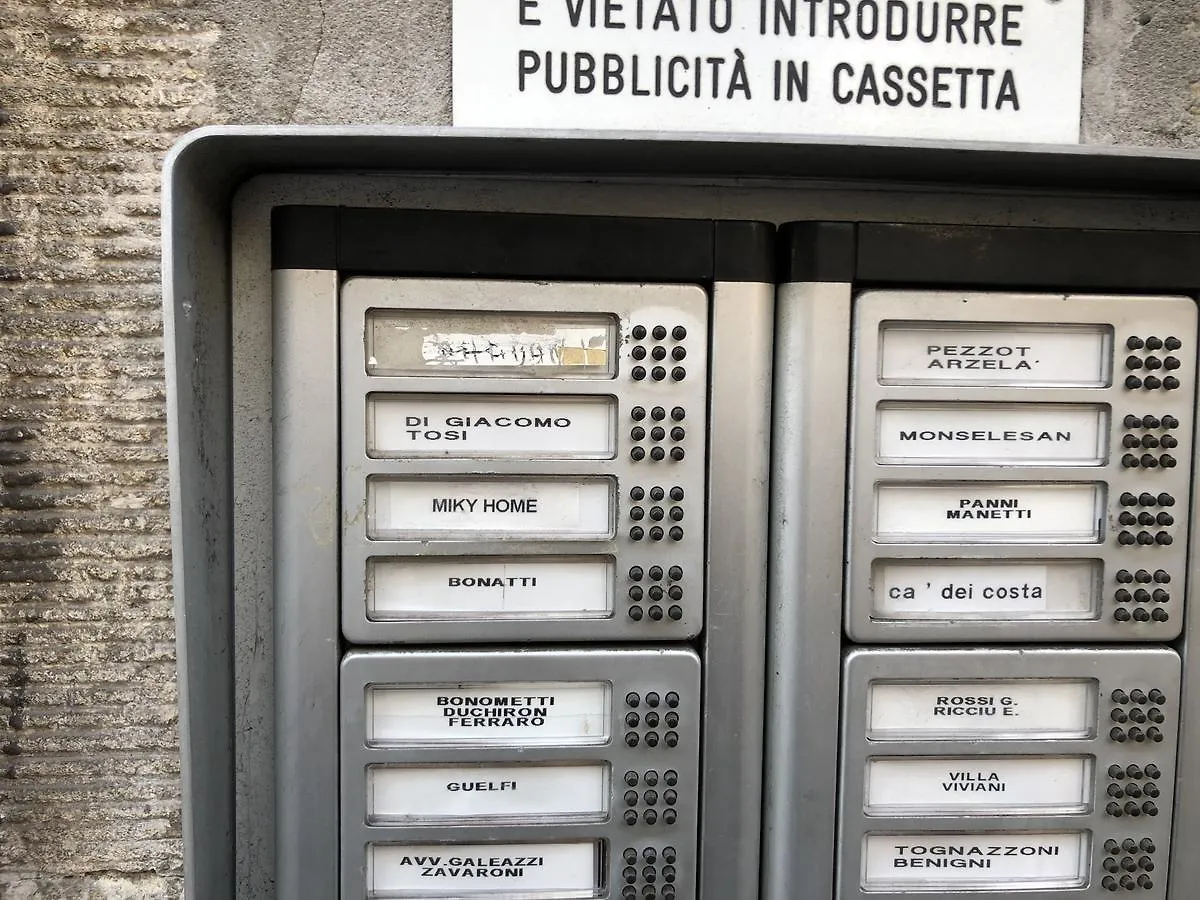 E VIETATO INTRODURRE
PUBBLICITÀ IN CASSETTA
DI GIACOMO
TOSI
MIKY HOME
BONATTI
BONOMETTI
DUCHIRON
FERRARO
GUELFI
AVV.GALEAZZI
ZAVARONI
PEZZOT
ARZELA´
MONSELESAN
PANNI
MANETTI
ca ' dei costa
ROSSI G.
RICCIU E.
VILLA
VIVIANI
TOGNAZZONI
BENIGNI